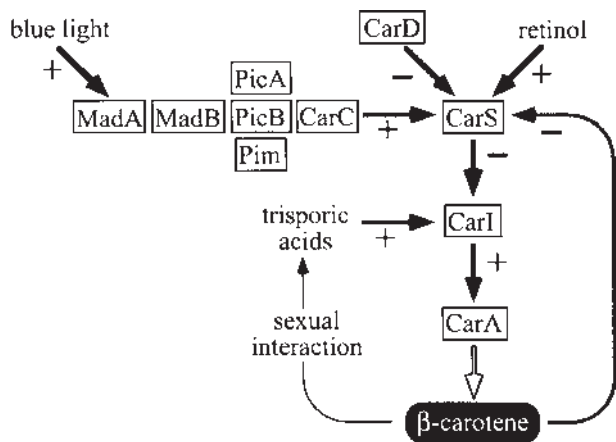 blue light
CarD
retinol
+
−
+
PicA
MadA MadB PicB CarC
+
CarS
−
Pim
−
trisporic
acids
+
CarI
+
sexual
interaction
CarA
β-carotene